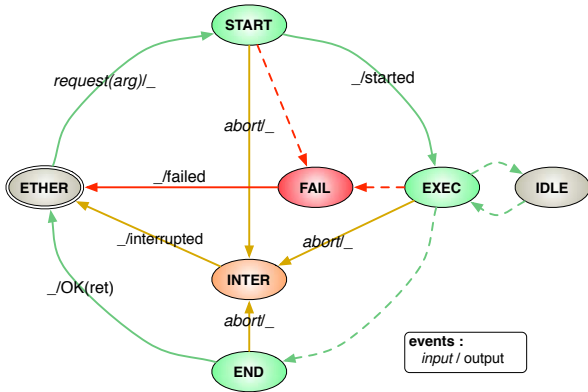 START
_/started
request(arg)/_
abort/_
_/failed
ETHER
FAIL
EXEC
IDLE
_/interrupted
abort/_
INTER
_/OK(ret)
abort/_
END
events :
input / output